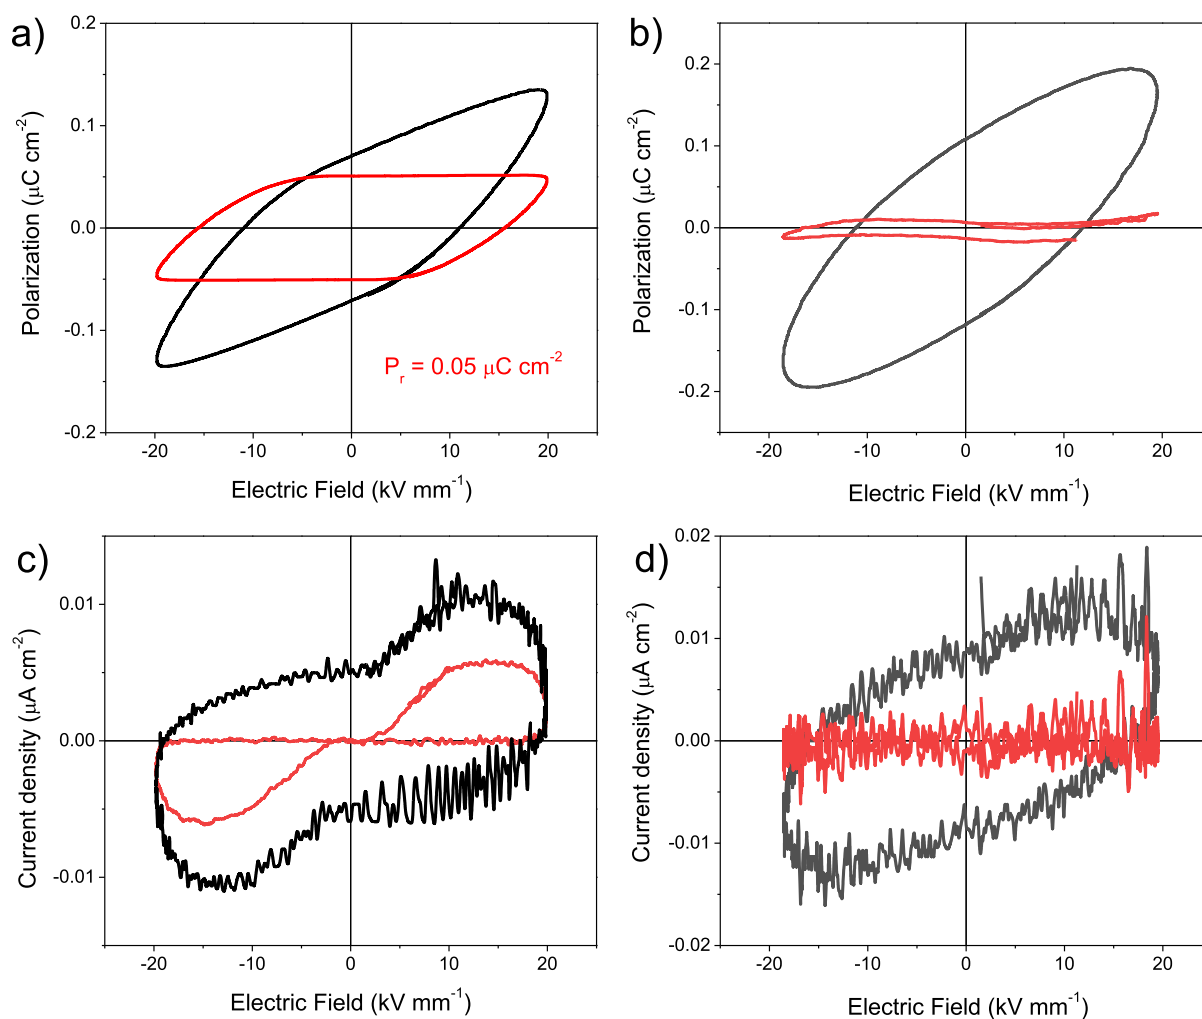 a)
0.2
0.1
0.0
-0.1
-0.2
Polarization (μC cm⁻²)
P_r = 0.05 μC cm⁻²
-20 -10 0 10 20
Electric Field (kV mm⁻¹)
b)
0.2
0.1
0.0
-0.1
-0.2
Polarization (μC cm⁻²)
-20 -10 0 10 20
Electric Field (kV mm⁻¹)
c)
0.01
0.00
-0.01
Current density (μA cm⁻²)
-20 -10 0 10 20
Electric Field (kV mm⁻¹)
d)
0.02
0.01
0.00
-0.01
-0.02
Current density (μA cm⁻²)
-20 -10 0 10 20
Electric Field (kV mm⁻¹)